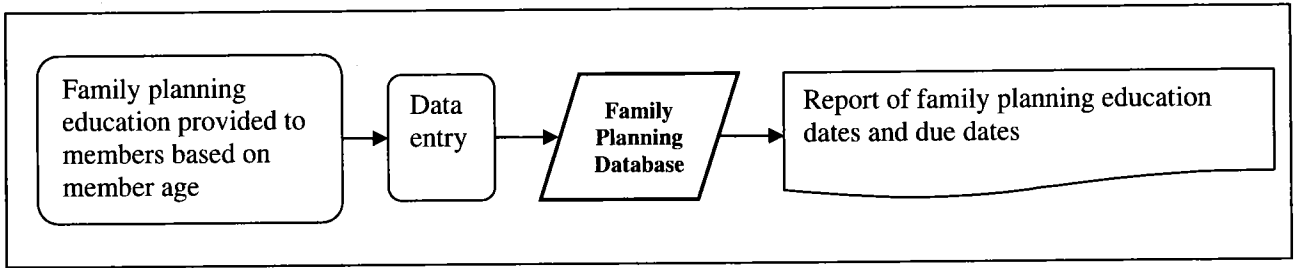 Family planning
education provided to
members based on
member age
Data
entry
Family
Planning
Database
Report of family planning education
dates and due dates